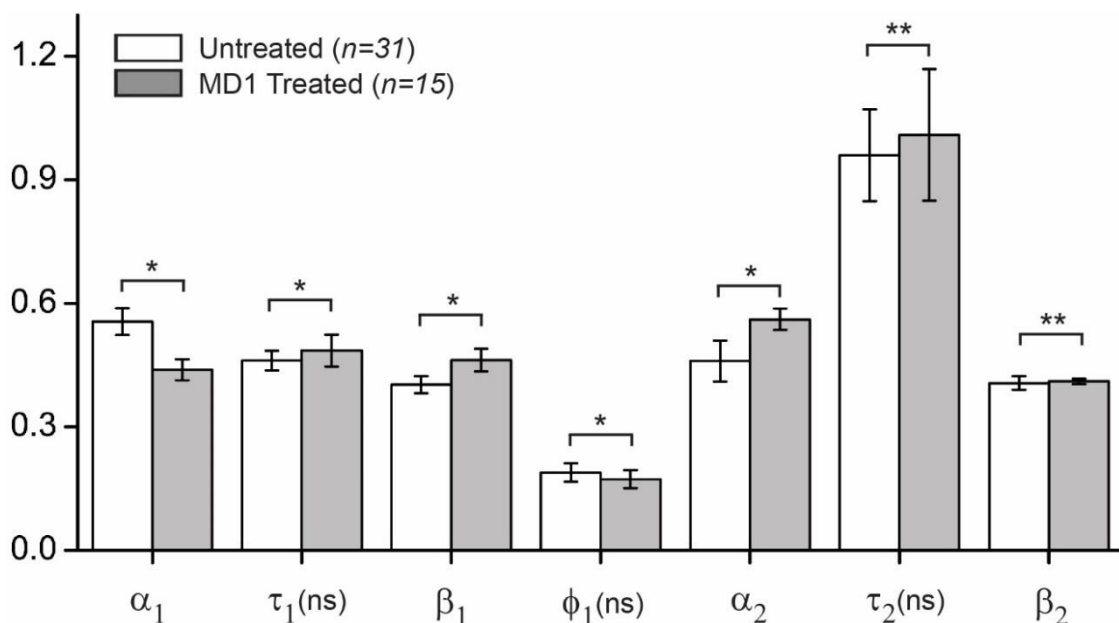 Untreated (n=31)
MD1 Treated (n=15)
1.2
0.9
0.6
0.3
0.0
*
*
*
*
*
**
**
α₁
τ₁(ns)
β₁
ϕ₁(ns)
α₂
τ₂(ns)
β₂